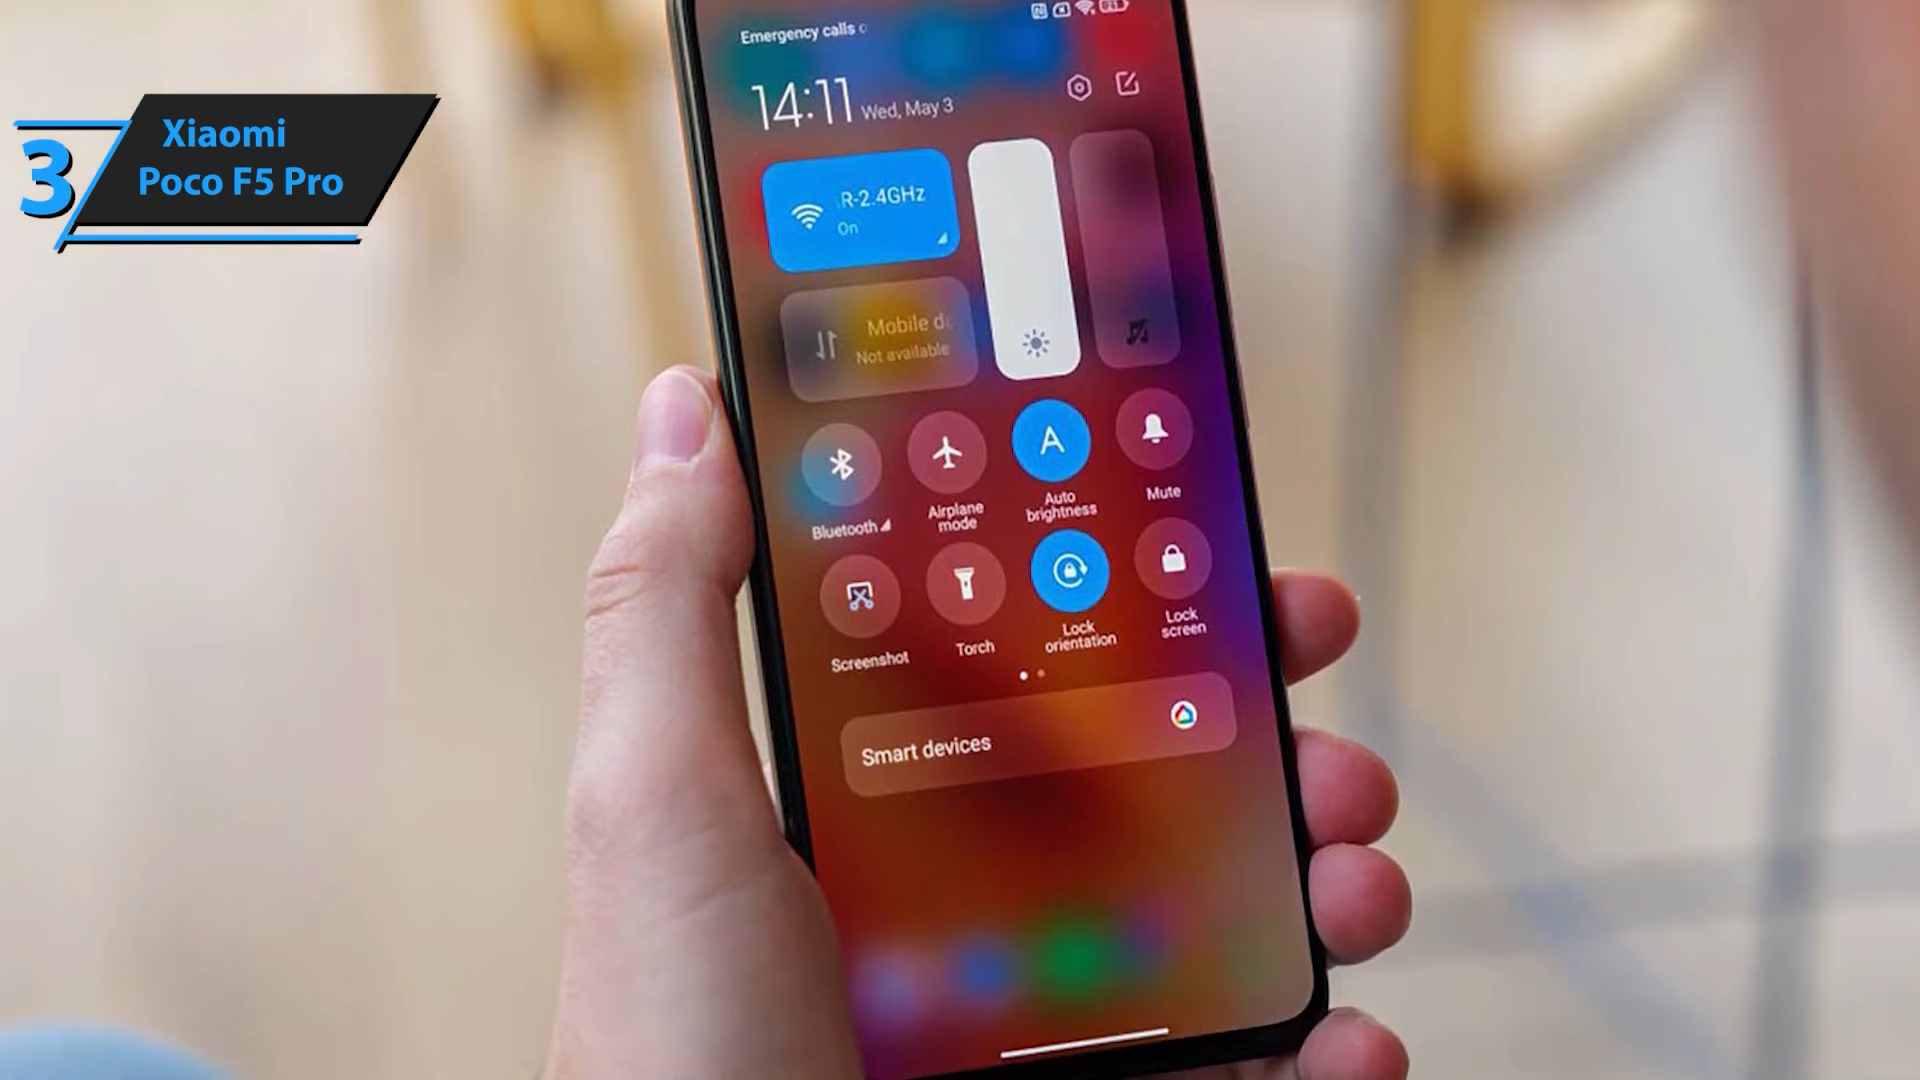 3
Xiaomi
Poco F5 Pro
Emergency calls
14:11 Wed, May 3
R-2.4GHz
On
Mobile
Not available
A
Bluetooth
Airplane
mode
Auto
brightness
Mute
Screenshot
Torch
Lock
orientation
Lock
screen
Smart devices